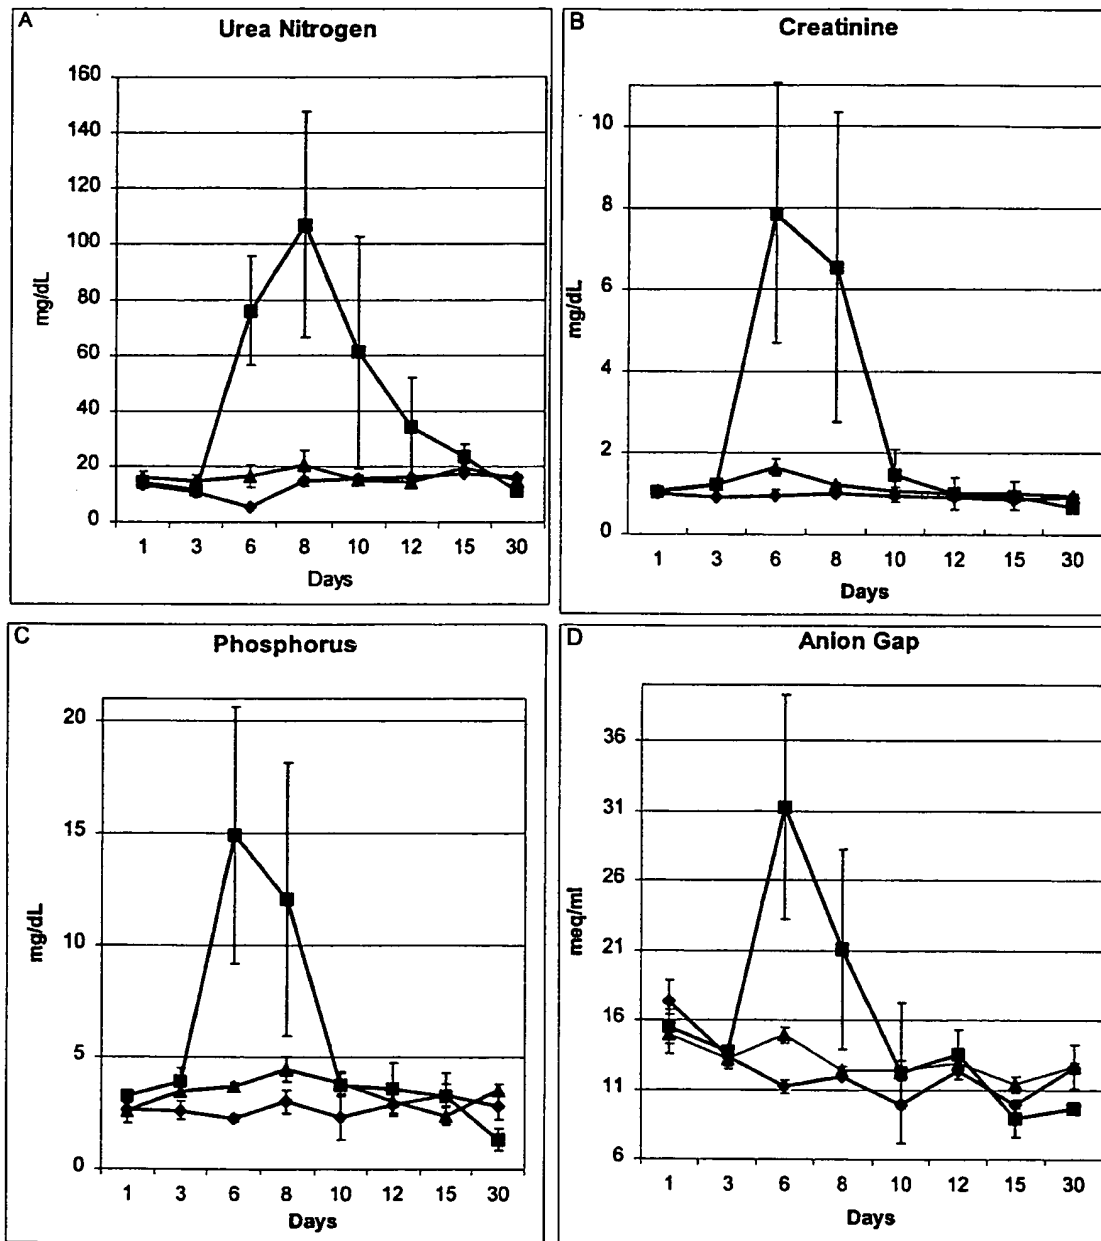 A
Urea Nitrogen
160
140
120
100
80
60
40
20
0
mg/dL
1 3 6 8 10 12 15 30
Days
B
Creatinine
10
8
6
4
2
0
mg/dL
1 3 6 8 10 12 15 30
Days
C
Phosphorus
20
15
10
5
0
mg/dL
1 3 6 8 10 12 15 30
Days
D
Anion Gap
36
31
26
21
16
11
6
meq/ml
1 3 6 8 10 12 15 30
Days